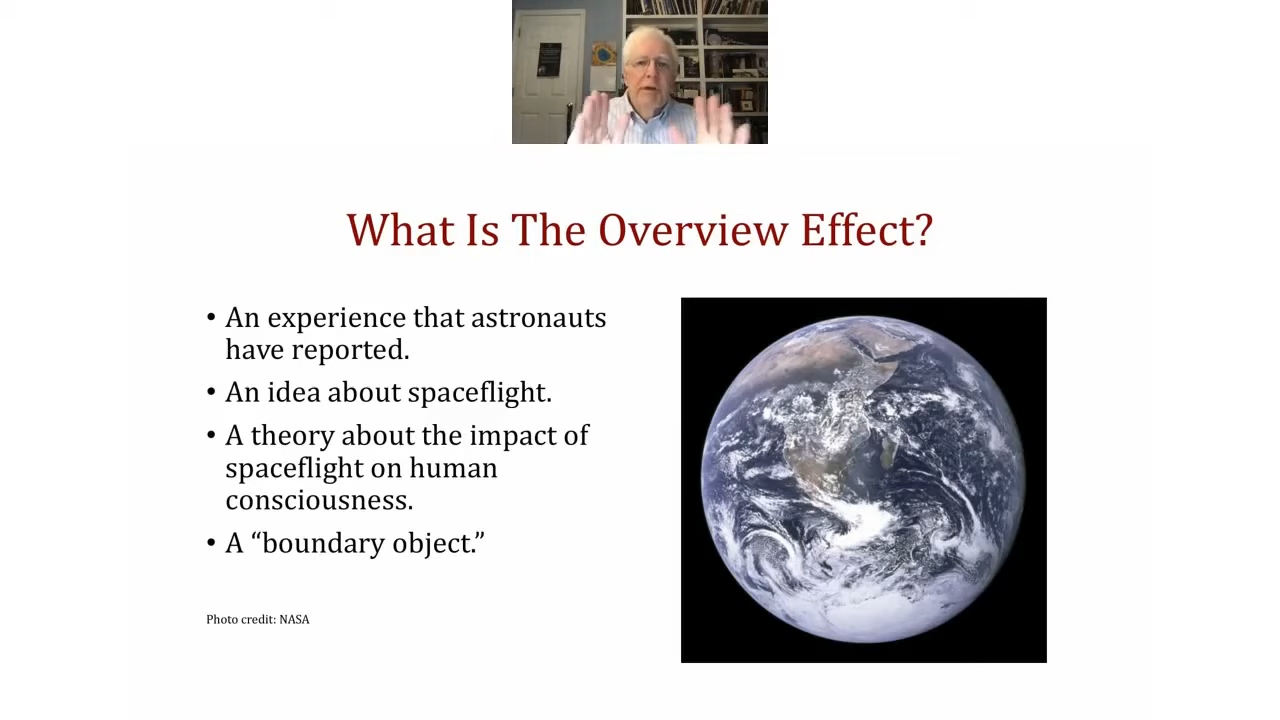 What Is The Overview Effect?
• An experience that astronauts
have reported.
• An idea about spaceflight.
• A theory about the impact of
spaceflight on human
consciousness.
• A “boundary object.”
Photo credit: NASA